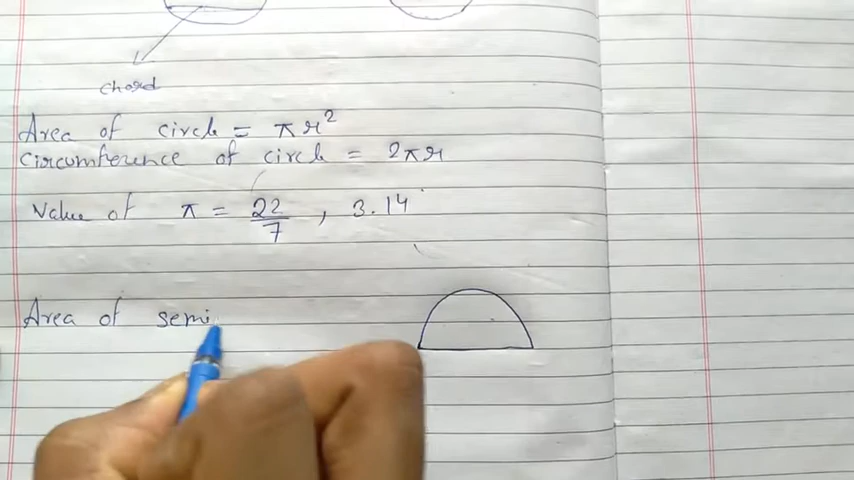 chord
Area of circle = πr²
Circumference of circle = 2πr
Value of π = 22/7 , 3.14
Area of semi